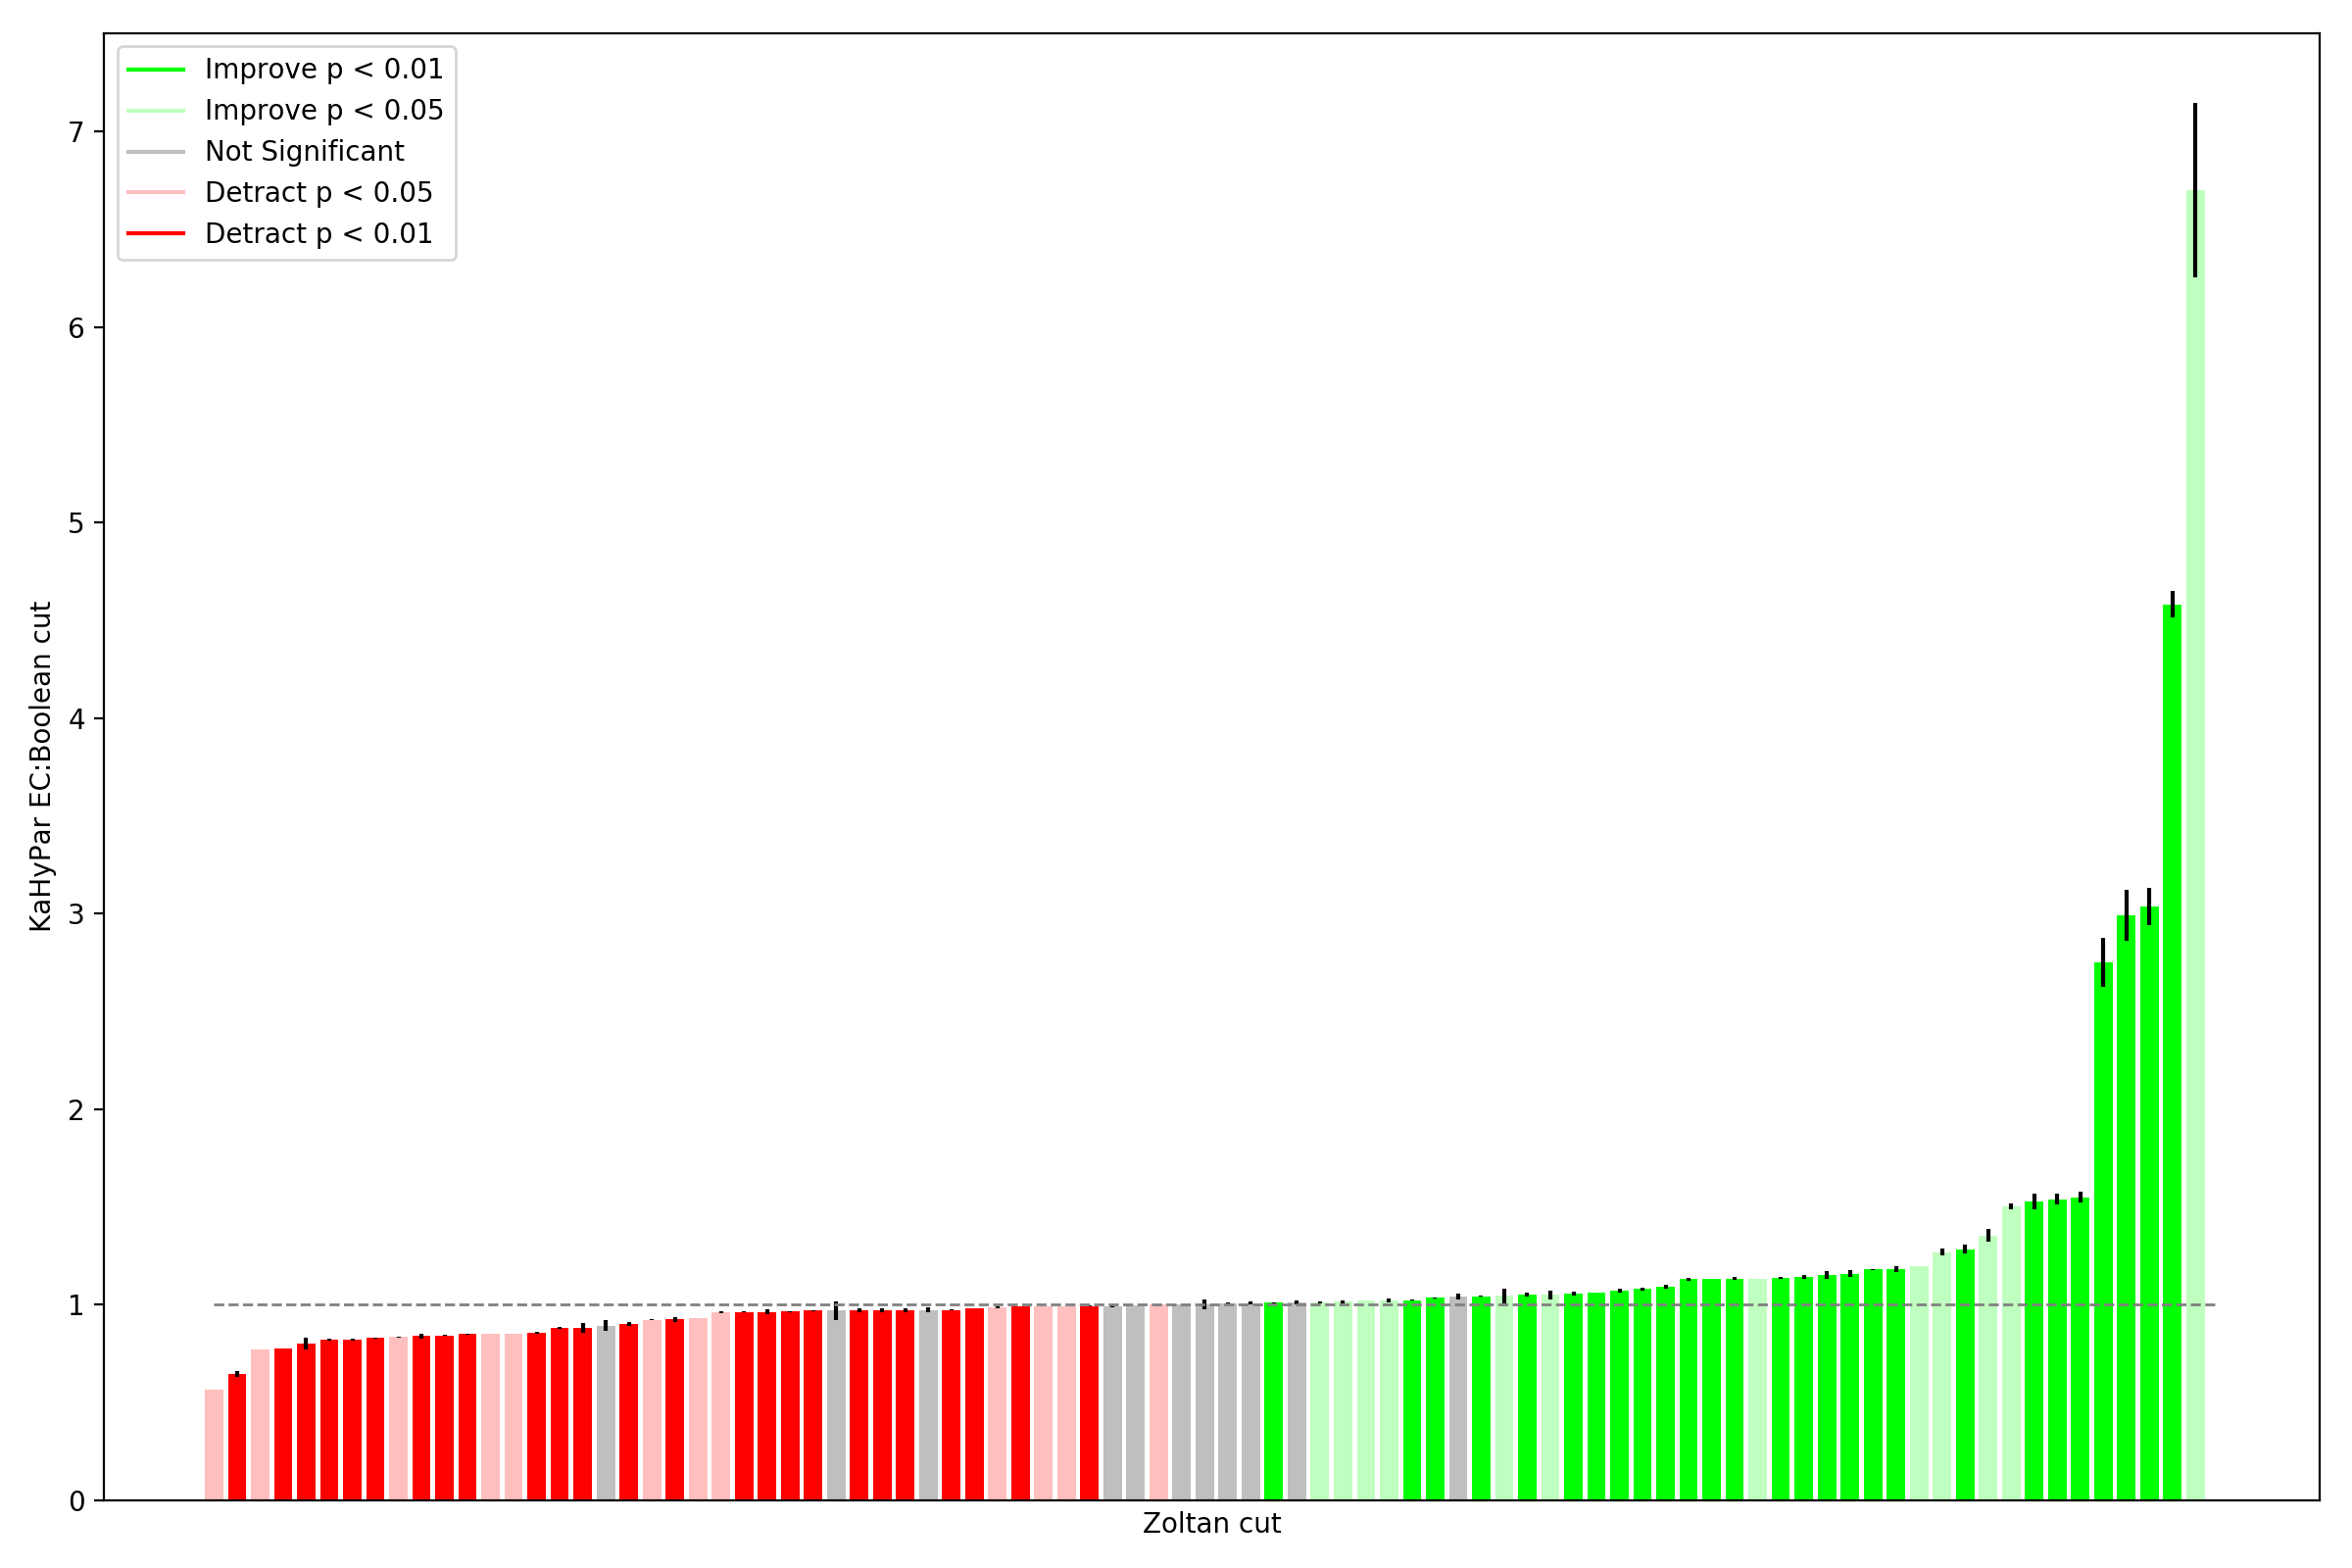 Improve p < 0.01
Improve p < 0.05
Not Significant
Detract p < 0.05
Detract p < 0.01
7
6
5
4
3
2
1
0
KaHyPar EC:Boolean cut
Zoltan cut